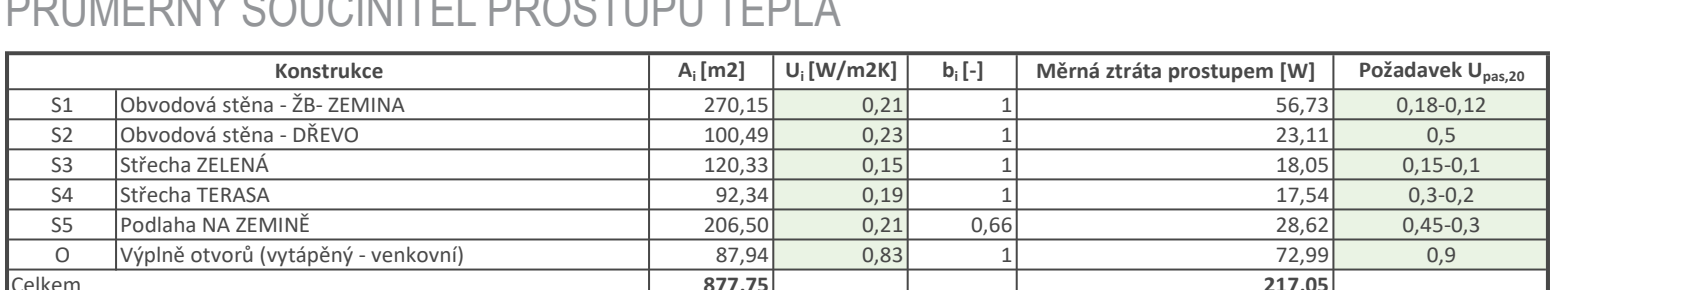 PRŮMĚRNÝ SOUČINITEL PROSTUPU TEPLA
Konstrukce Ai [m2] Ui [W/m2K] bi [-] Měrná ztráta prostupem [W] Požadavek Upas,20
S1 Obvodová stěna - ŽB- ZEMINA 270,15 0,21 1 56,73 0,18-0,12
S2 Obvodová stěna - DŘEVO 100,49 0,23 1 23,11 0,5
S3 Střecha ZELENÁ 120,33 0,15 1 18,05 0,15-0,1
S4 Střecha TERASA 92,34 0,19 1 17,54 0,3-0,2
S5 Podlaha NA ZEMINĚ 206,50 0,21 0,66 28,62 0,45-0,3
O Výplně otvorů (vytápěný - venkovní) 87,94 0,83 1 72,99 0,9
Celkem 877,75 217,05